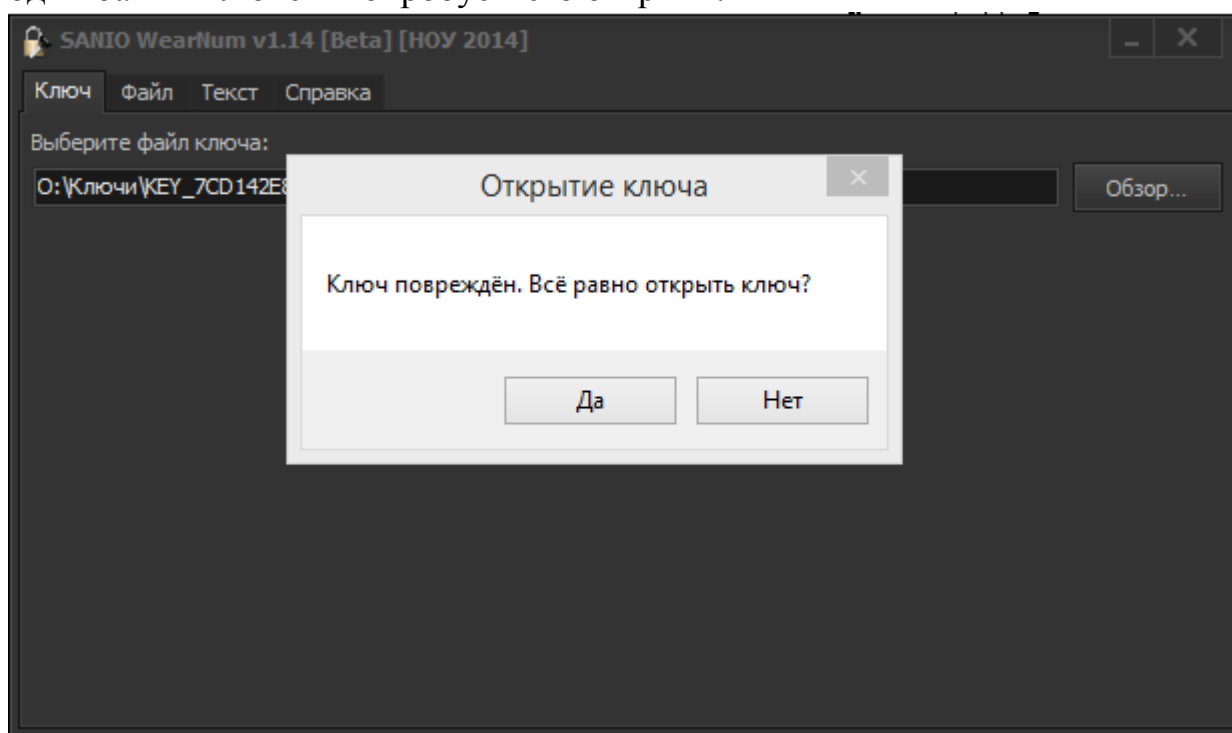 SANIO WearNum v1.14 [Beta] [НОУ 2014]
Ключ Файл Текст Справка
Выберите файл ключа:
O:\Ключи\KEY_7CD142E8
Обзор...
Открытие ключа
Ключ повреждён. Всё равно открыть ключ?
Да Нет